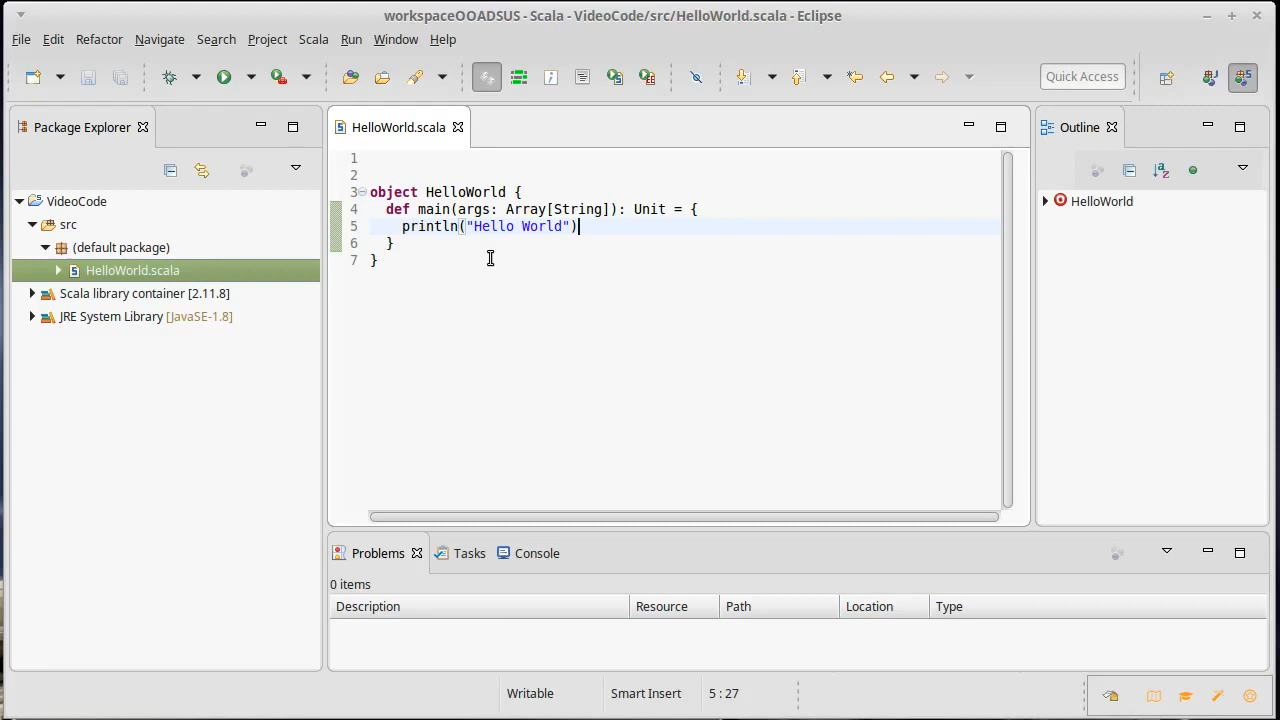 workspaceOOADSUS - Scala - VideoCode/src/HelloWorld.scala - Eclipse
File Edit Refactor Navigate Search Project Scala Run Window Help
Quick Access
Package Explorer
HelloWorld.scala
Outline
VideoCode
src
(default package)
HelloWorld.scala
Scala library container [2.11.8]
JRE System Library [JavaSE-1.8]
1
2
3 object HelloWorld {
4 def main(args: Array[String]): Unit = {
5 println("Hello World")
6 }
7 }
HelloWorld
Problems Tasks Console
0 items
Description Resource Path Location Type
Writable Smart Insert 5 : 27